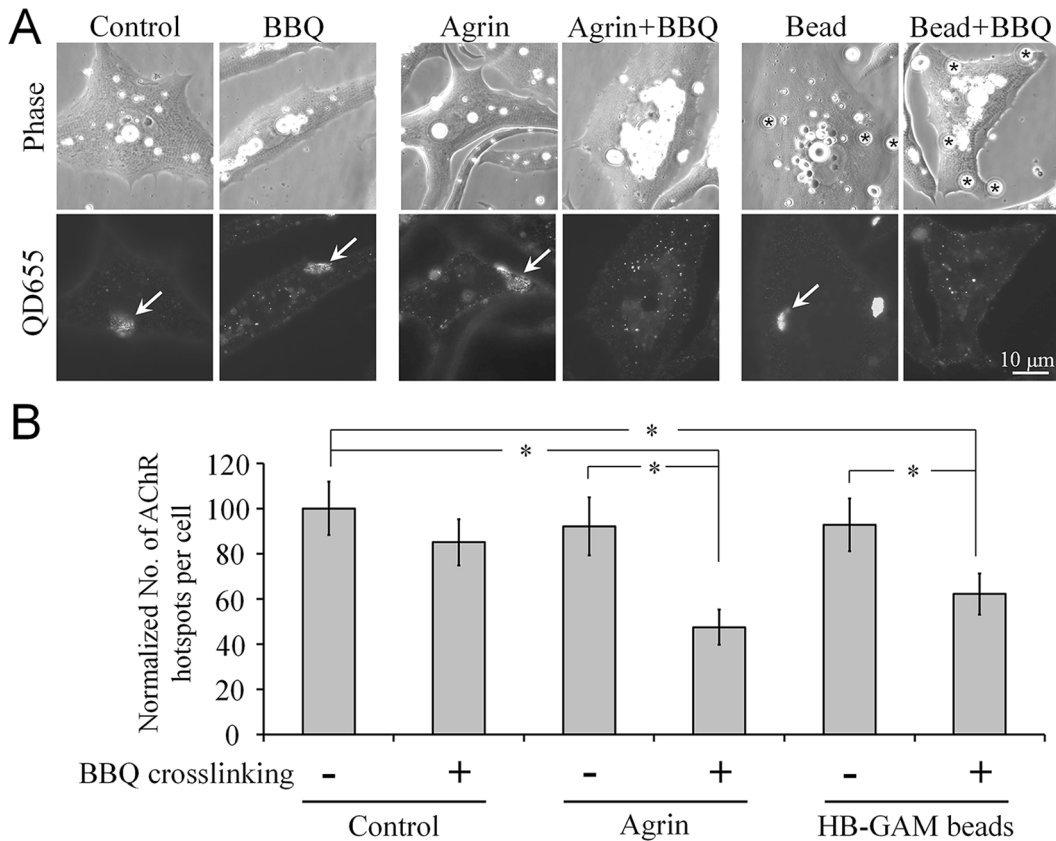 A
Control BBQ Agrin Agrin+BBQ Bead Bead+BBQ
Phase
* * * * * * * *
QD655
10 μm
B
*
*
* *
Normalized No. of AChR
hotspots per cell
120
100
80
60
40
20
0
BBQ crosslinking - + - + - +
Control Agrin HB-GAM beads